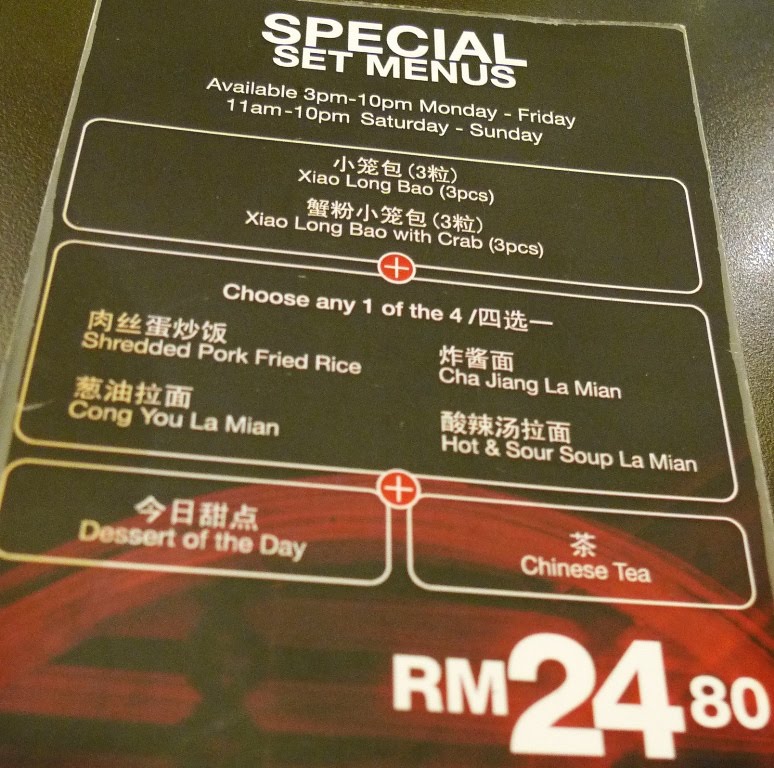 SPECIAL
SET MENUS
Available 3pm-10pm Monday - Friday
11am-10pm Saturday - Sunday
小笼包 (3粒)
Xiao Long Bao (3pcs)
蟹粉小笼包 (3粒)
Xiao Long Bao with Crab (3pcs)
+
Choose any 1 of the 4 /四选一
肉丝蛋炒饭
Shredded Pork Fried Rice
炸酱面
Cha Jiang La Mian
葱油拉面
Cong You La Mian
酸辣汤拉面
Hot & Sour Soup La Mian
+
今日甜点
Dessert of the Day
茶
Chinese Tea
RM24 80